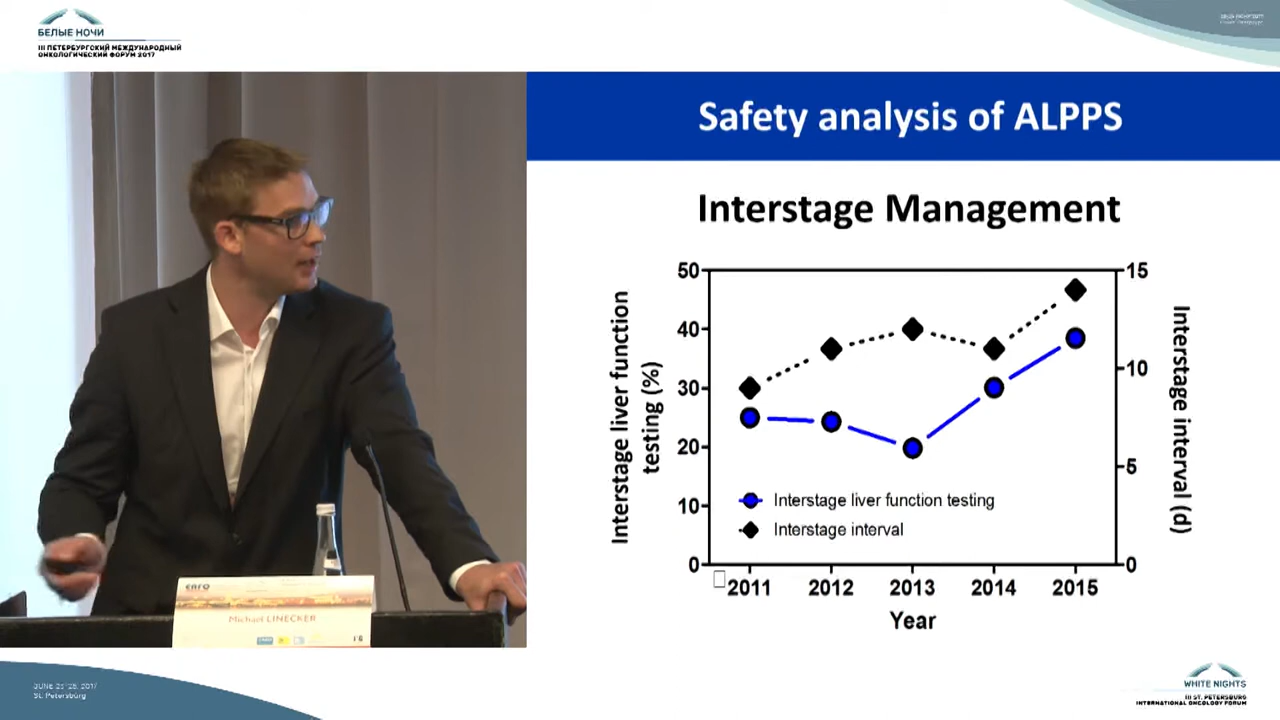 БЕЛЫЕ НОЧИ
III ПЕТЕРБУРГСКИЙ МЕЖДУНАРОДНЫЙ
ОНКОЛОГИЧЕСКИЙ ФОРУМ 2017
Safety analysis of ALPPS
Interstage Management
Interstage liver function
testing (%)
50
40
30
20
10
0
15
10
5
0
Interstage interval (d)
Interstage liver function testing
Interstage interval
2011 2012 2013 2014 2015
Year
Michael LINECKER
St. Petersburg
WHITE NIGHTS
III ST. PETERSBURG
INTERNATIONAL ONCOLOGY FORUM